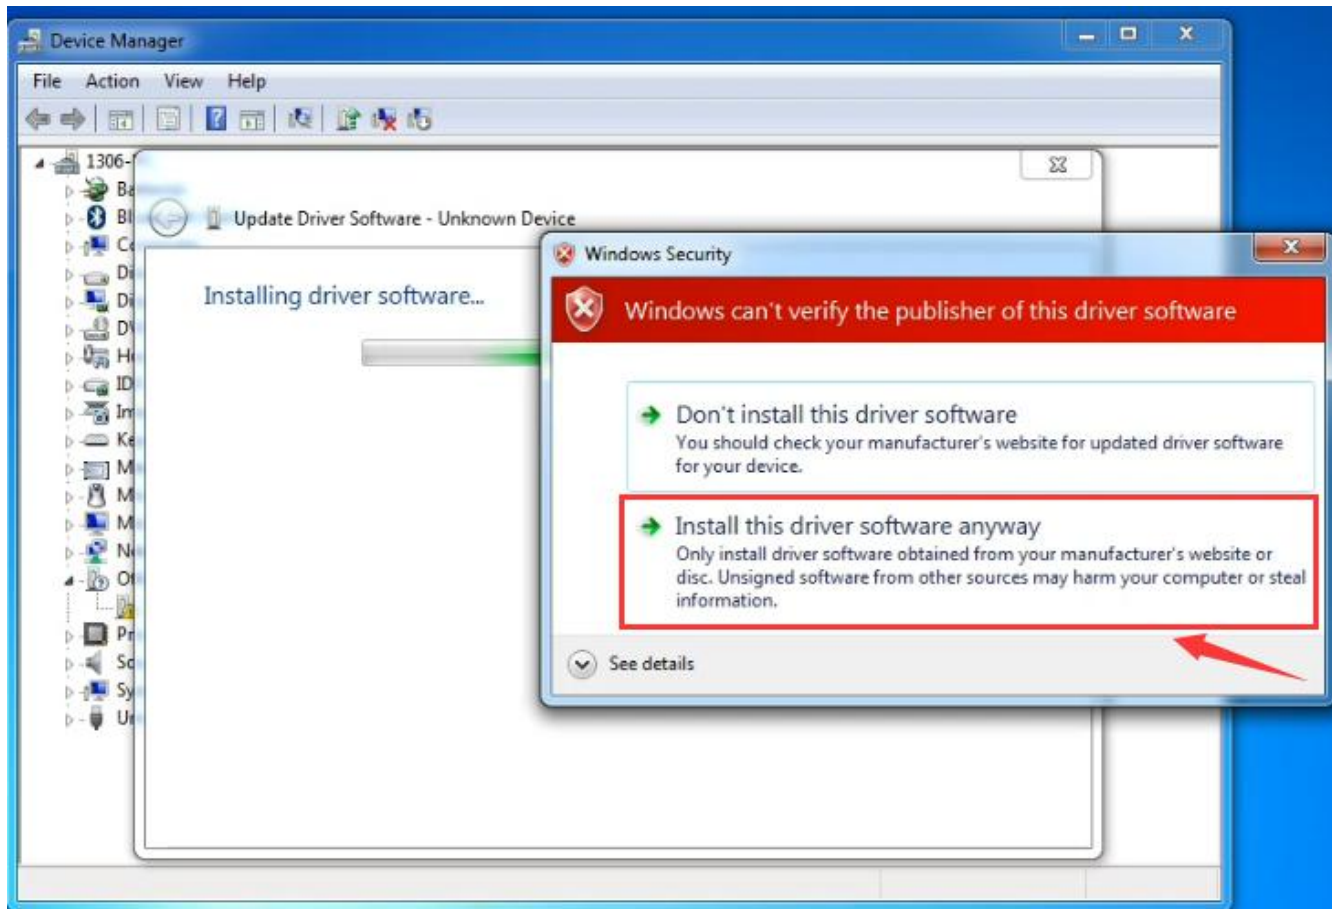 Device Manager
File Action View Help
1306-
Update Driver Software - Unknown Device
Installing driver software...
Windows Security
Windows can't verify the publisher of this driver software
Don't install this driver software
You should check your manufacturer's website for updated driver software
for your device.
Install this driver software anyway
Only install driver software obtained from your manufacturer's website or
disc. Unsigned software from other sources may harm your computer or steal
information.
See details